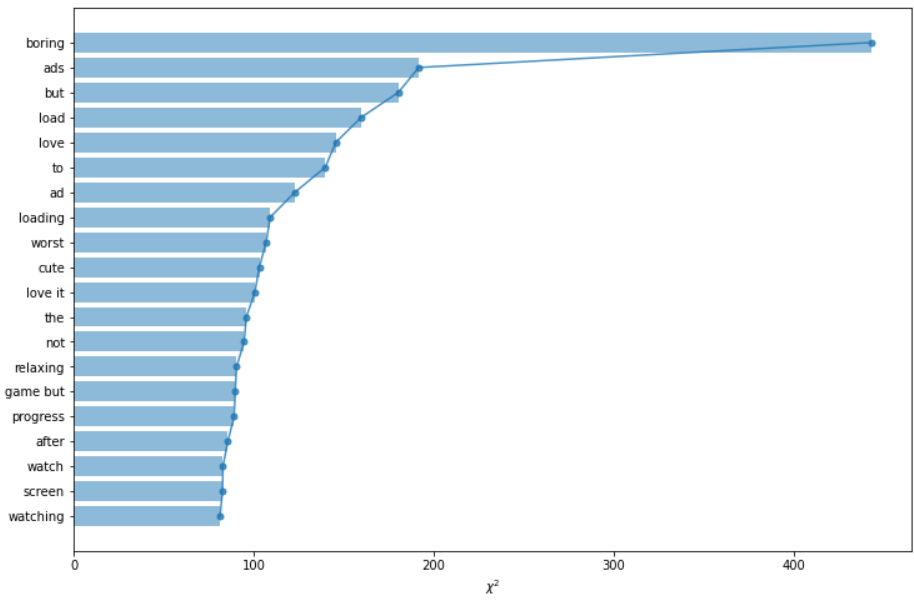 boring
ads
but
load
love
to
ad
loading
worst
cute
love it
the
not
relaxing
game but
progress
after
watch
screen
watching
0 100 200 300 400
χ²